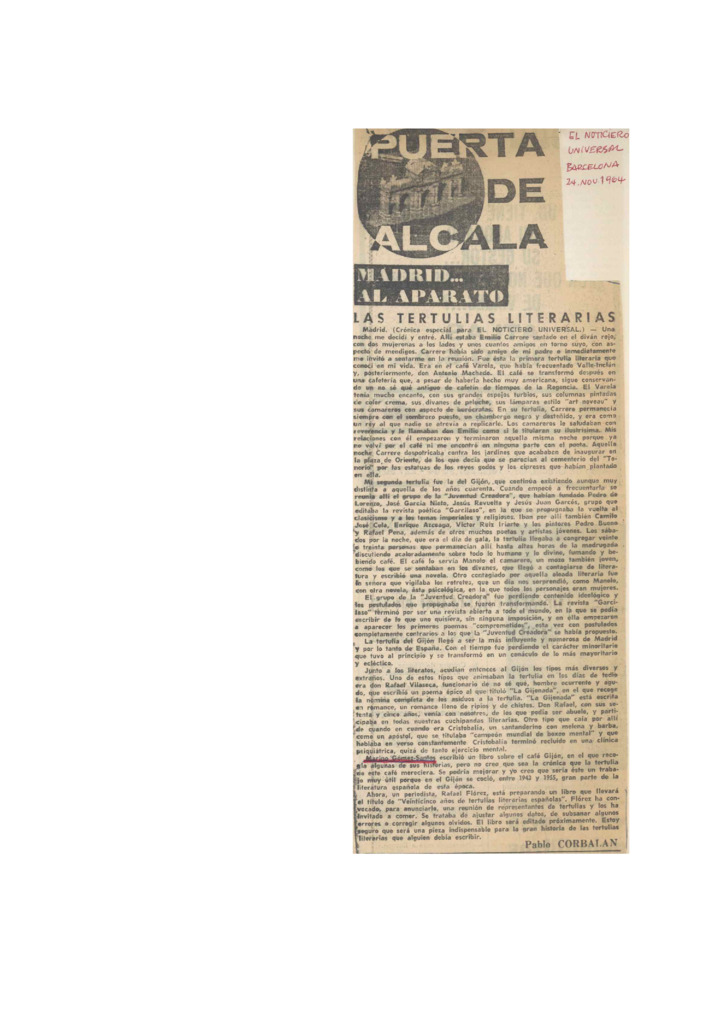 PUERTA
DE
ALCALA
EL NOTICIERO
UNIVERSAL
BARCELONA
24 NOV 1964
MADRID...
AL APARATO
LAS TERTULIAS LITERARIAS
Madrid. (Crónica especial para EL NOTICIERO UNIVERSAL.) — Una
noche me decidí y entré. Allí estaba Emilio Carrere sentado en el diván rojo,
con dos mujeronas a los lados y unos cuantos amigos en torno suyo, con as-
pecto de mendigos. Carrere había sido amigo de mi padre e inmediatamente
me invitó a sentarme en la reunión. Fue ésta la primera tertulia literaria que
conocí en mi vida. Era en el café Varela, que había frecuentado Valle-Inclán
y, posteriormente, don Antonio Machado. El café se transformó después en
una cafetería que, a pesar de haberla hecho muy americana, sigue conservan-
do un no sé qué antiguo de cafetín de tiempos de la Regencia. El Varela
tenía mucho encanto, con sus grandes espejos turbios, sus columnas pintadas
de color crema, sus divanes de peluche, sus lámparas estilo "art noveau" y
sus camareros con aspecto de burócratas. En su tertulia, Carrere permanecía
siempre con el sombrero puesto, un chambergo negro y destañido, y era como
un rey al que nadie se atrevía a replicarle. Los camareros le saludaban con
reverencia y le llamaban don Emilio como si le titularan su ilustrísima. Mis
relaciones con él empezaron y terminaron aquella misma noche porque ya
no volví por el café ni me encontré en ninguna parte con el poeta. Aquella
noche Carrere despotricaba contra los jardines que acababan de inaugurar en
la plaza de Oriente, de los que decía que se parecían al cementerio del "Te-
norio" por las estatuas de los reyes godos y los cipreses que habían plantado
en ella.
Mi segunda tertulia fue la del Gijón, que continúa existiendo aunque muy
distinta a aquella de los años cuarenta. Cuando empecé a frecuentarla se
reunía allí el grupo de la "Juventud Creadora", que habían fundado Pedro de
Lorenzo, José García Nieto, Jesús Revuelta y Jesús Juan Garcés, grupo que
editaba la revista poética "Garcilaso", en la que se propugnaba la vuelta al
clasicismo y a los temas imperiales y religiosos. Iban por allí también Camilo
José Cela, Enrique Azcoaga, Víctor Ruiz Iriarte y los pintores Pedro Bueno
y Rafael Pena, además de otros muchos poetas y artistas jóvenes. Los sába-
dos por la noche, que era el día de gala, la tertulia llegaba a congregar veinte
o treinta personas que permanecían allí hasta altas horas de la madrugada
discutiendo acaloradamente sobre todo lo humano y lo divino, fumando y be-
biendo café. El café lo servía Manolo el camarero, un mozo también joven,
como los que se sentaban en los divanes, que llegó a contagiarse de litera-
tura y escribió una novela. Otro contagiado por aquella oleada literaria fue
la señora que vigilaba los retretes, que un día nos sorprendió, como Manolo,
con otra novela, ésta psicológica, en la que todos los personajes eran mujeres.
El grupo de la "Juventud Creadora" fue perdiendo contenido ideológico y
los postulados que propugnaba se fueron transformando. La revista "Garci-
laso" terminó por ser una revista abierta a todo el mundo, en la que se podía
escribir de lo que uno quisiera, sin ninguna imposición, y en ella empezaron
a aparecer los primeros poemas "comprometidos", esta vez con postulados
completamente contrarios a los que la "Juventud Creadora" se había propuesto.
La tertulia del Gijón llegó a ser la más influyente y numerosa de Madrid
y por lo tanto de España. Con el tiempo fue perdiendo el carácter minoritario
que tuvo al principio y se transformó en un cenáculo de lo más mayoritario
y ecléctico.
Junto a los literatos, acudían entonces al Gijón los tipos más diversos y
extraños. Uno de estos tipos que animaban la tertulia en los días de tedio
era don Rafael Vilaseca, funcionario de no sé qué, hombre ocurrente y agu-
do, que escribió un poema épico al que tituló "La Gijonada", en el que recoge
la nómina completa de los asiduos a la tertulia. "La Gijonada" está escrita
en romance, un romance lleno de ripios y de chistes. Don Rafael, con sus se-
tenta y cinco años, venía con nosotros, de los que podía ser abuelo, y parti-
cipaba en todas nuestras cuchipandas literarias. Otro tipo que caía por allí
de cuando en cuando era Cristobalía, un santanderino con melena y barba,
como un apóstol, que se titulaba "campeón mundial de boxeo mental" y que
hablaba en verso constantemente Cristobalía terminó recluido en una clínica
psiquiátrica, quizá de tanto ejercicio mental.
Marino Gómez-Santos escribió un libro sobre el café Gijón, en el que reco-
gía algunas de sus historias, pero no creo que sea la crónica que la tertulia
de este café mereciera. Se podría mejorar y yo creo que sería éste un traba-
jo muy útil porque en el Gijón se coció, entre 1943 y 1955, gran parte de la
literatura española de esta época.
Ahora, un periodista, Rafael Flórez, está preparando un libro que llevará
el título de "Veinticinco años de tertulias literarias españolas". Flórez ha con-
vocado, para anunciarlo, una reunión de representantes de tertulias y les ha
invitado a comer. Se trataba de ajustar algunos datos, de subsanar algunos
errores o corregir algunos olvidos. El libro será editado próximamente. Estoy
seguro que será una pieza indispensable para la gran historia de las tertulias
literarias que alguien debía escribir.
Pablo CORBALAN